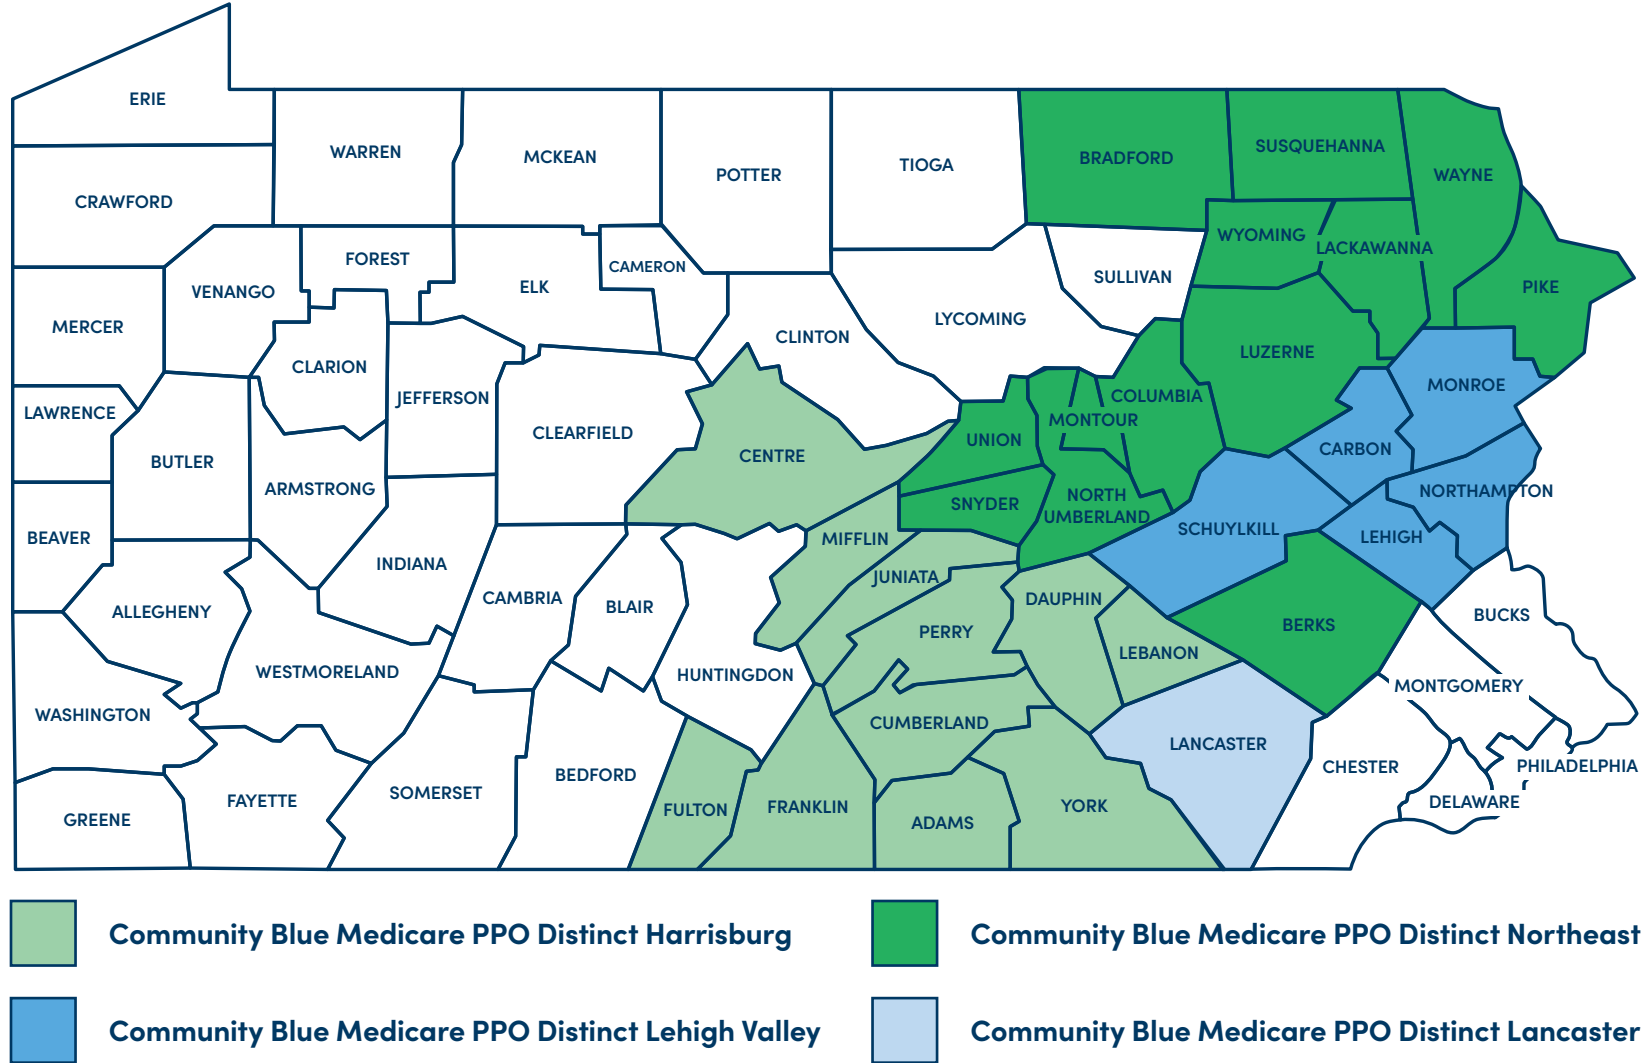 ERIE
WARREN
MCKEAN
POTTER
TIOGA
BRADFORD
SUSQUEHANNA
WAYNE
CRAWFORD
FOREST
CAMERON
SULLIVAN
WYOMING
LACKAWANNA
VENANGO
ELK
PIKE
MERCER
CLINTON
LYCOMING
LUZERNE
CLARION
MONROE
LAWRENCE
JEFFERSON
COLUMBIA
BUTLER
CLEARFIELD
CENTRE
UNION
MONTOUR
CARBON
ARMSTRONG
SNYDER
NORTH
UMBERLAND
NORTHAMPTON
BEAVER
MIFFLIN
SCHUYLKILL
LEHIGH
INDIANA
JUNIATA
ALLEGHENY
CAMBRIA
BLAIR
DAUPHIN
BUCKS
PERRY
BERKS
WESTMORELAND
HUNTINGDON
LEBANON
MONTGOMERY
WASHINGTON
CUMBERLAND
LANCASTER
CHESTER
PHILADELPHIA
BEDFORD
SOMERSET
FAYETTE
GREENE
FULTON
FRANKLIN
ADAMS
YORK
DELAWARE
Community Blue Medicare PPO Distinct Harrisburg
Community Blue Medicare PPO Distinct Northeast
Community Blue Medicare PPO Distinct Lehigh Valley
Community Blue Medicare PPO Distinct Lancaster